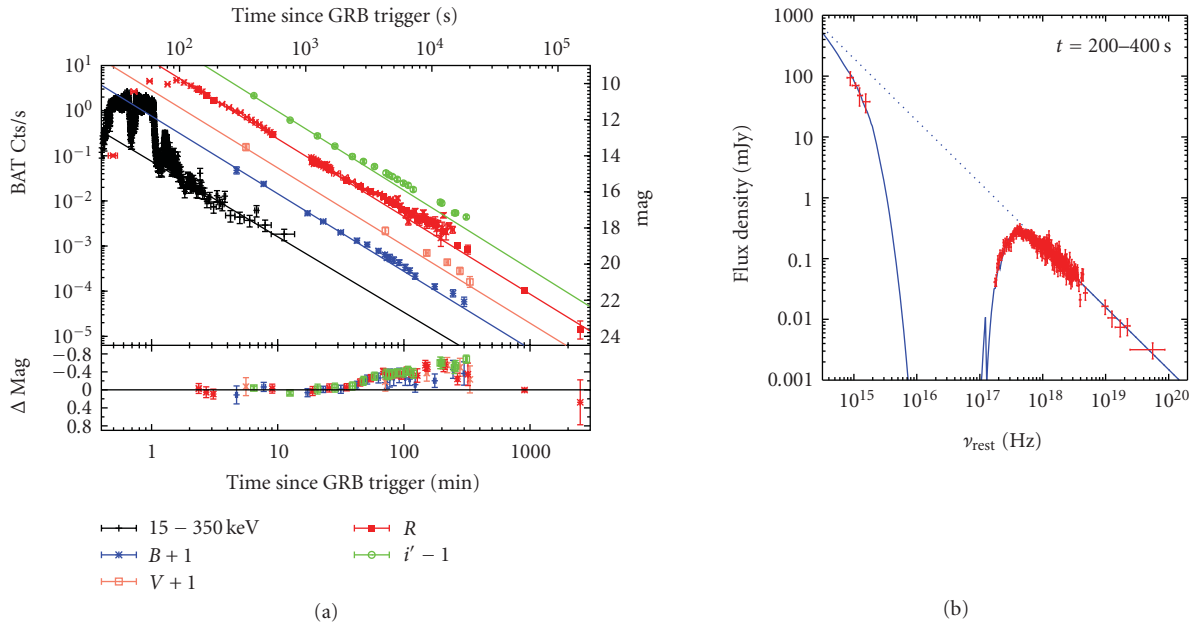 Time since GRB trigger (s)
10² 10³ 10⁴ 10⁵
BAT Cts/s
10¹
10⁰
10⁻¹
10⁻²
10⁻³
10⁻⁴
10⁻⁵
10
12
14
16
18
20
22
24
mag
Δ Mag
−0.8
−0.4
0
0.4
0.8
1 10 100 1000
Time since GRB trigger (min)
15 − 350 keV
B + 1
V + 1
R
i′ − 1
(a)
t = 200–400 s
Flux density (mJy)
1000
100
10
1
0.1
0.01
0.001
10¹⁵ 10¹⁶ 10¹⁷ 10¹⁸ 10¹⁹ 10²⁰
νrest (Hz)
(b)